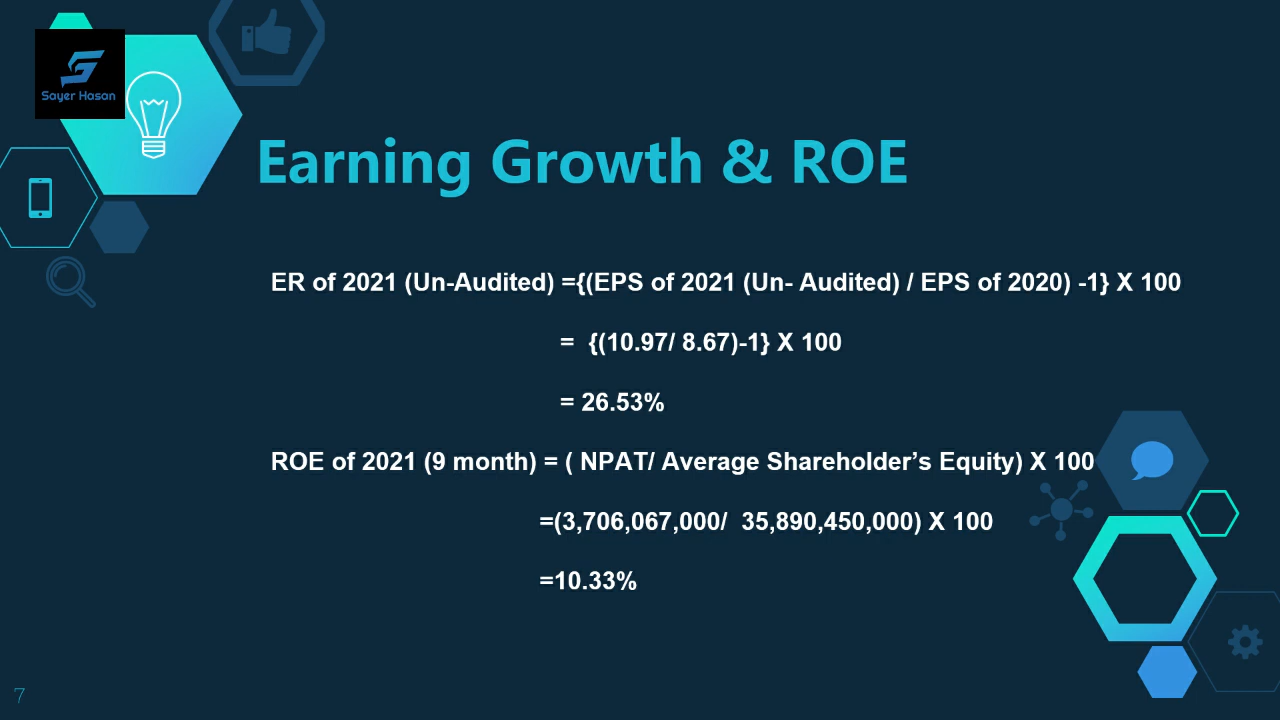 Sayer Hason
Earning Growth & ROE
ER of 2021 (Un-Audited) ={(EPS of 2021 (Un- Audited) / EPS of 2020) -1} X 100
= {(10.97/ 8.67)-1} X 100
= 26.53%
ROE of 2021 (9 month) = ( NPAT/ Average Shareholder’s Equity) X 100
=(3,706,067,000/ 35,890,450,000) X 100
=10.33%
7